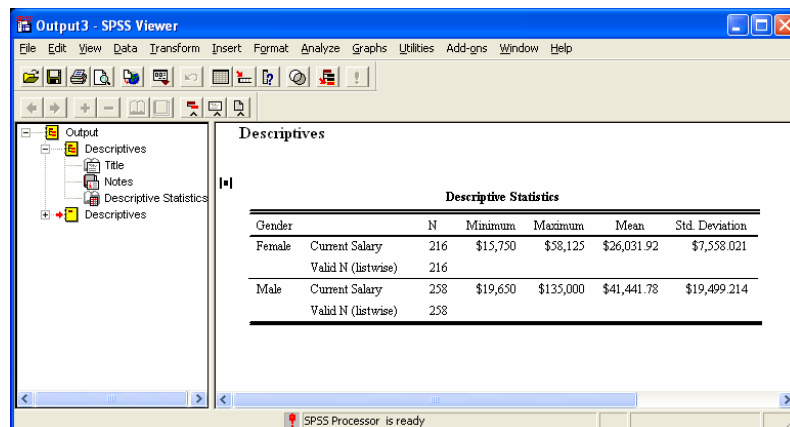 Output3 - SPSS Viewer
File Edit View Data Transform Insert Format Analyze Graphs Utilities Add-ons Window Help
Output
Descriptives
Title
Notes
Descriptive Statistics
Descriptives
Descriptives
Descriptive Statistics
Gender N Minimum Maximum Mean Std. Deviation
Female Current Salary 216 $15,750 $58,125 $26,031.92 $7,558.021
Valid N (listwise) 216
Male Current Salary 258 $19,650 $135,000 $41,441.78 $19,499.214
Valid N (listwise) 258
SPSS Processor is ready